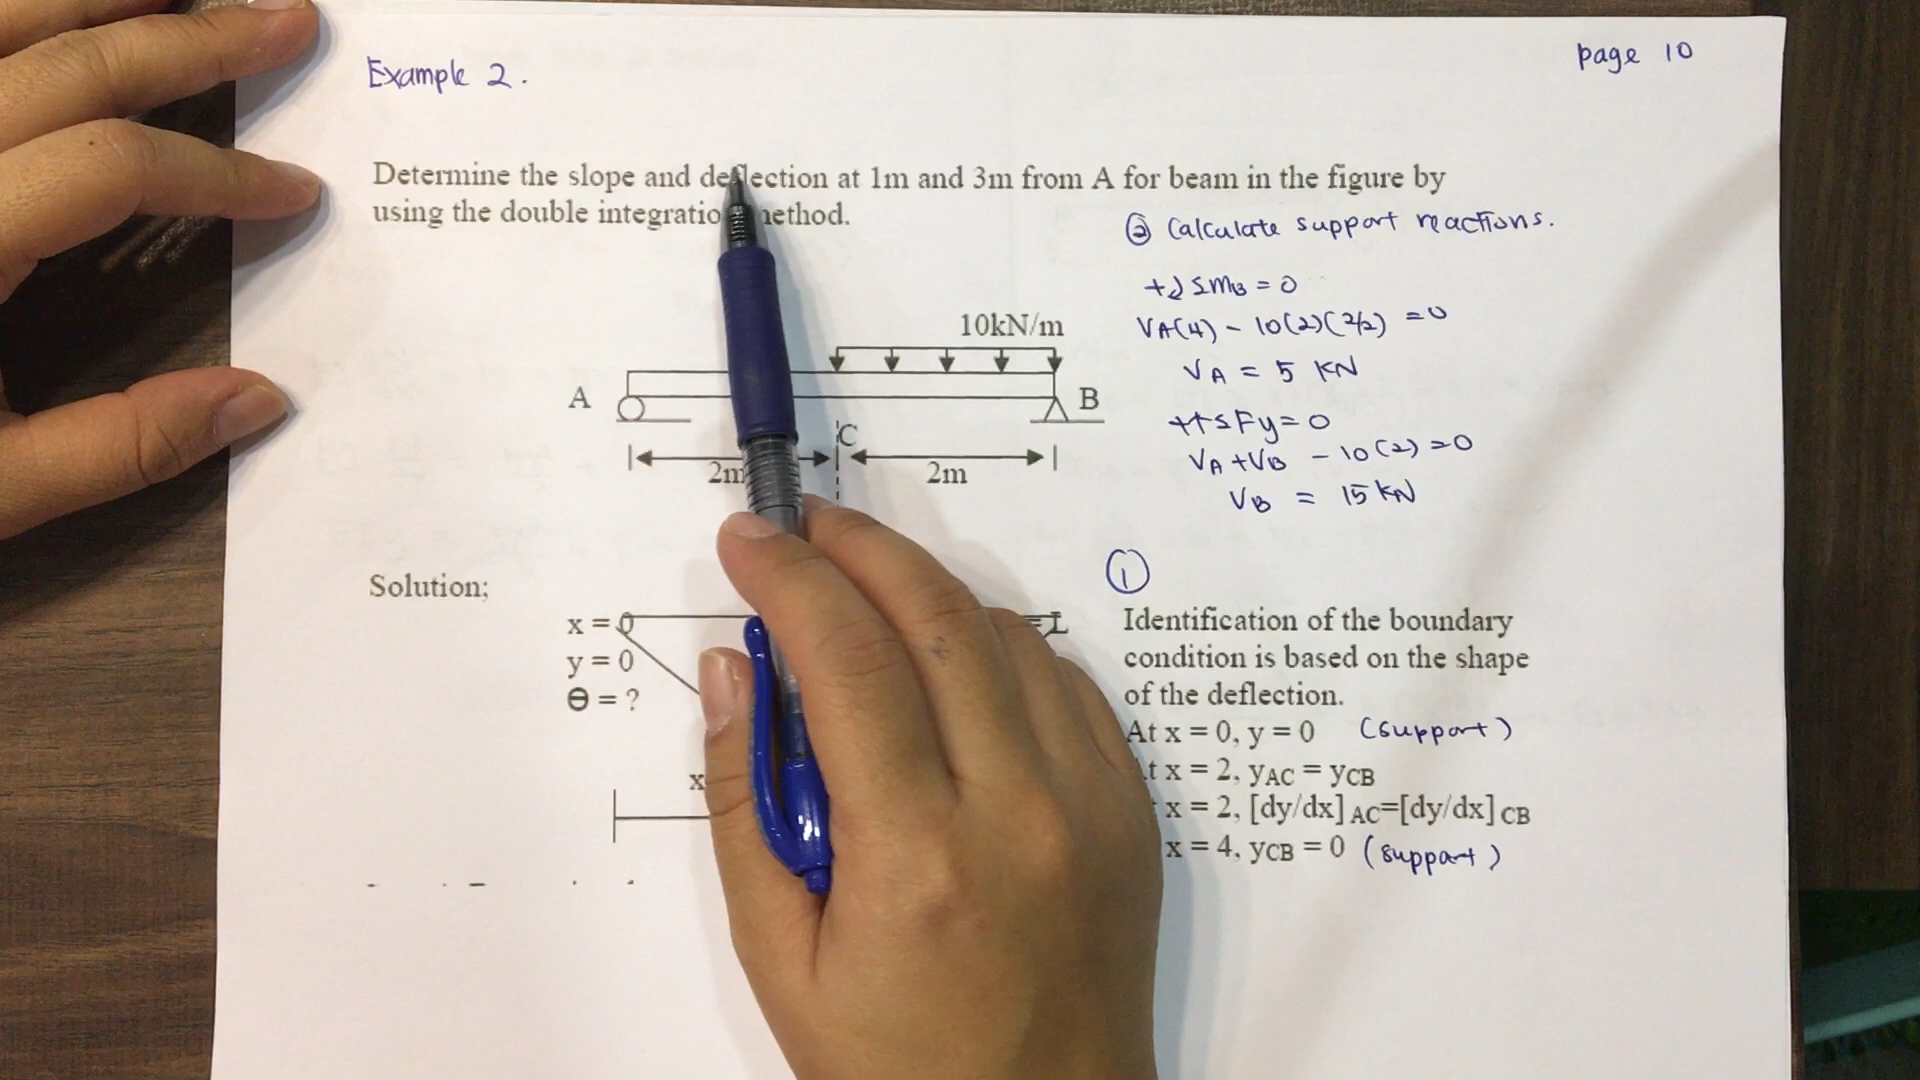 Example 2.
page 10
Determine the slope and deflection at 1m and 3m from A for beam in the figure by
using the double integration method.
② Calculate support reactions.
+↻ ΣMB = 0
VA(4) - 10(2)(2/2) = 0
VA = 5 KN
+↑ΣFy = 0
VA + VB - 10(2) = 0
VB = 15 KN
10kN/m
A
B
C
2m
2m
Solution;
x = 0
y = 0
Θ = ?
= L
x
①
Identification of the boundary
condition is based on the shape
of the deflection.
At x = 0, y = 0 (support)
t x = 2, yAC = yCB
x = 2, [dy/dx] AC=[dy/dx] CB
x = 4, yCB = 0 (support)